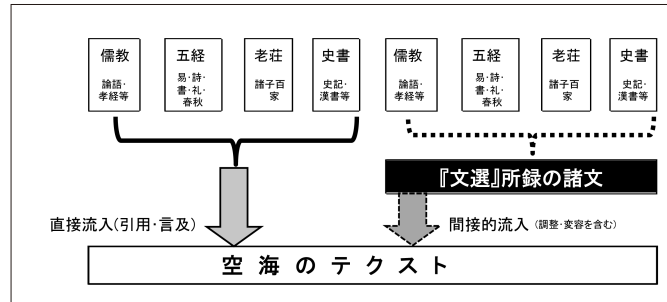 儒教
論語・
孝経等
五経
易・詩・
書・礼・
春秋
老荘
諸子百
家
史書
史記・
漢書等
儒教
論語・
孝経等
五経
易・詩・
書・礼・
春秋
老荘
諸子百
家
史書
史記・
漢書等
『文選』所録の諸文
直接流入(引用・言及)
間接的流入 (調整・変容を含む)
空海のテクスト